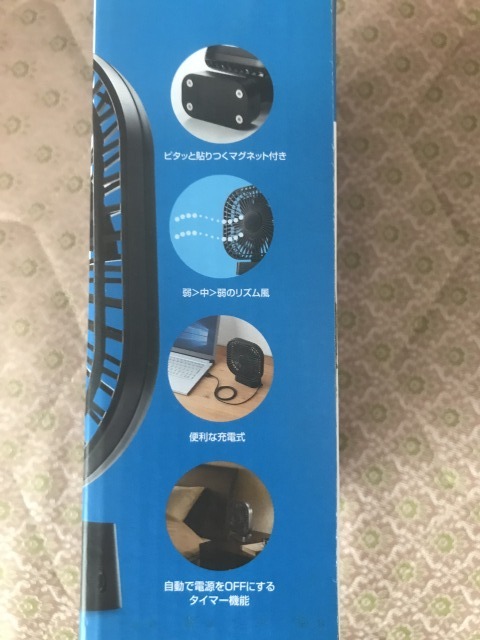 ピタッと貼りつくマグネット付き
弱>中>弱のリズム風
便利な充電式
自動で電源をOFFにする
タイマー機能